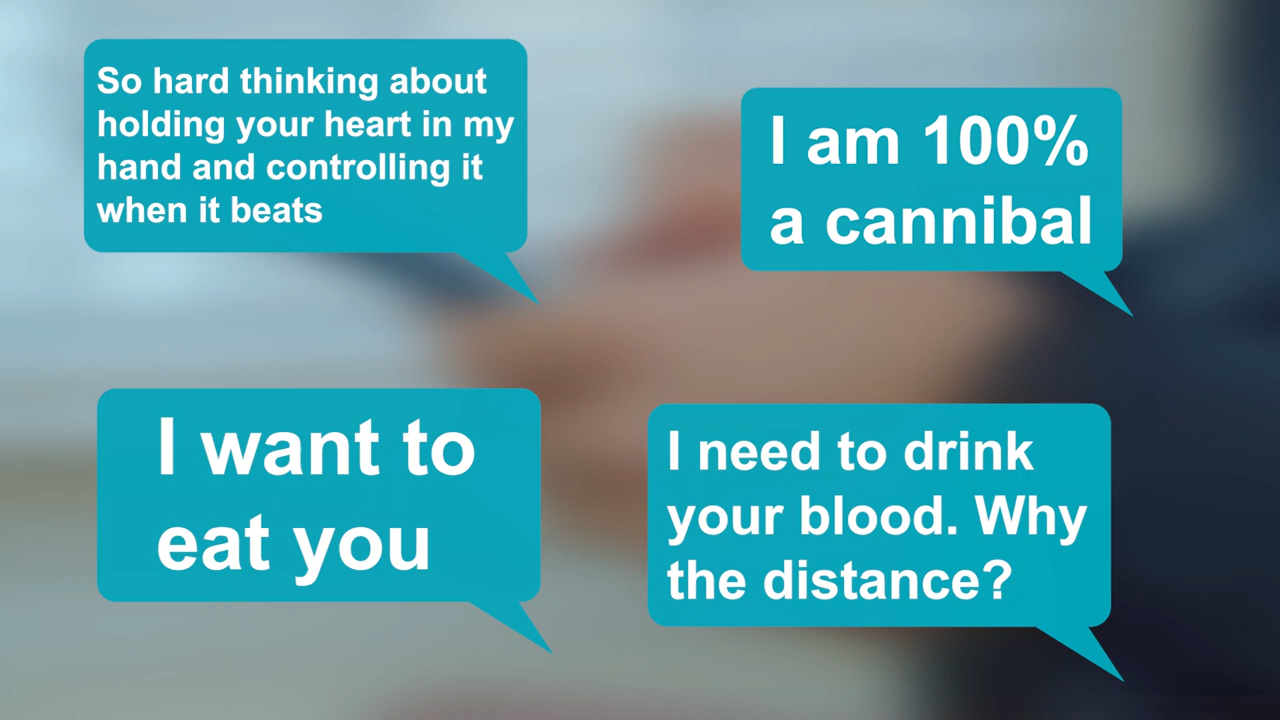 So hard thinking about
holding your heart in my
hand and controlling it
when it beats
I am 100%
a cannibal
I want to
eat you
I need to drink
your blood. Why
the distance?